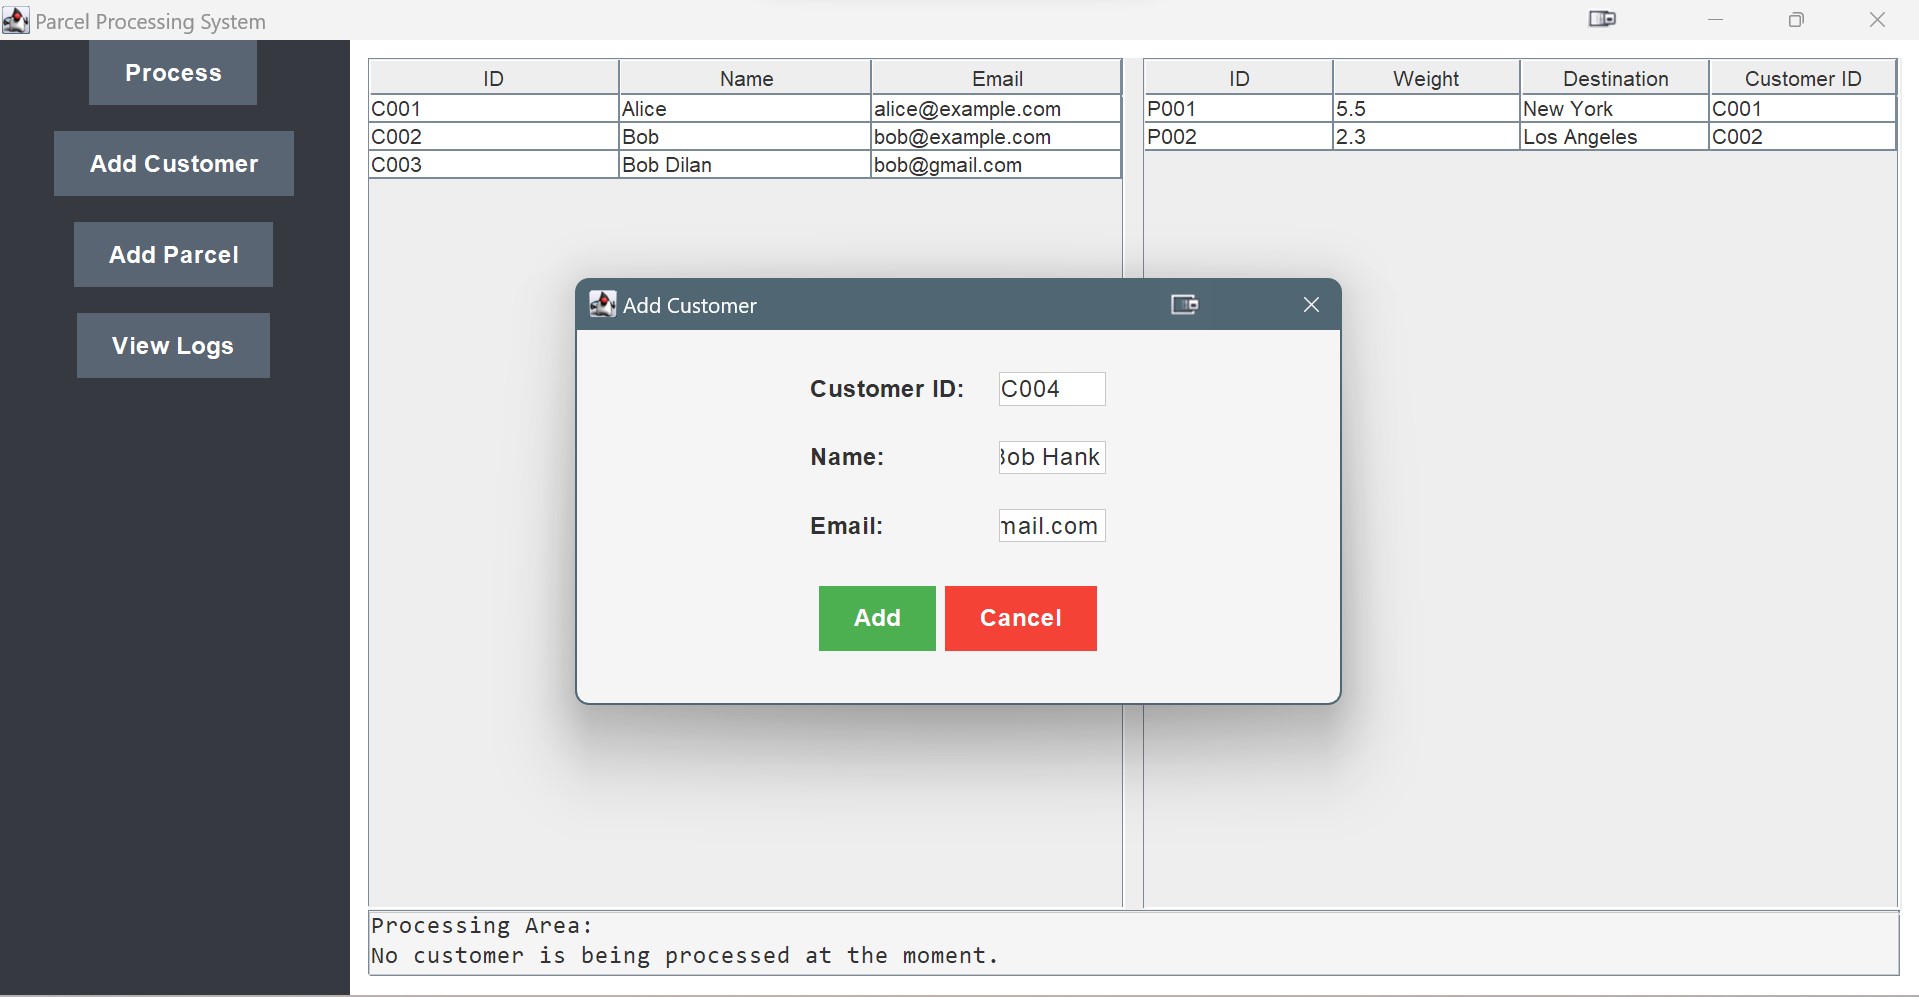 Parcel Processing System
Process
Add Customer
Add Parcel
View Logs
ID Name Email
C001 Alice alice@example.com
C002 Bob bob@example.com
C003 Bob Dilan bob@gmail.com
ID Weight Destination Customer ID
P001 5.5 New York C001
P002 2.3 Los Angeles C002
Add Customer
Customer ID: C004
Name: Bob Hank
Email: mail.com
Add Cancel
Processing Area:
No customer is being processed at the moment.